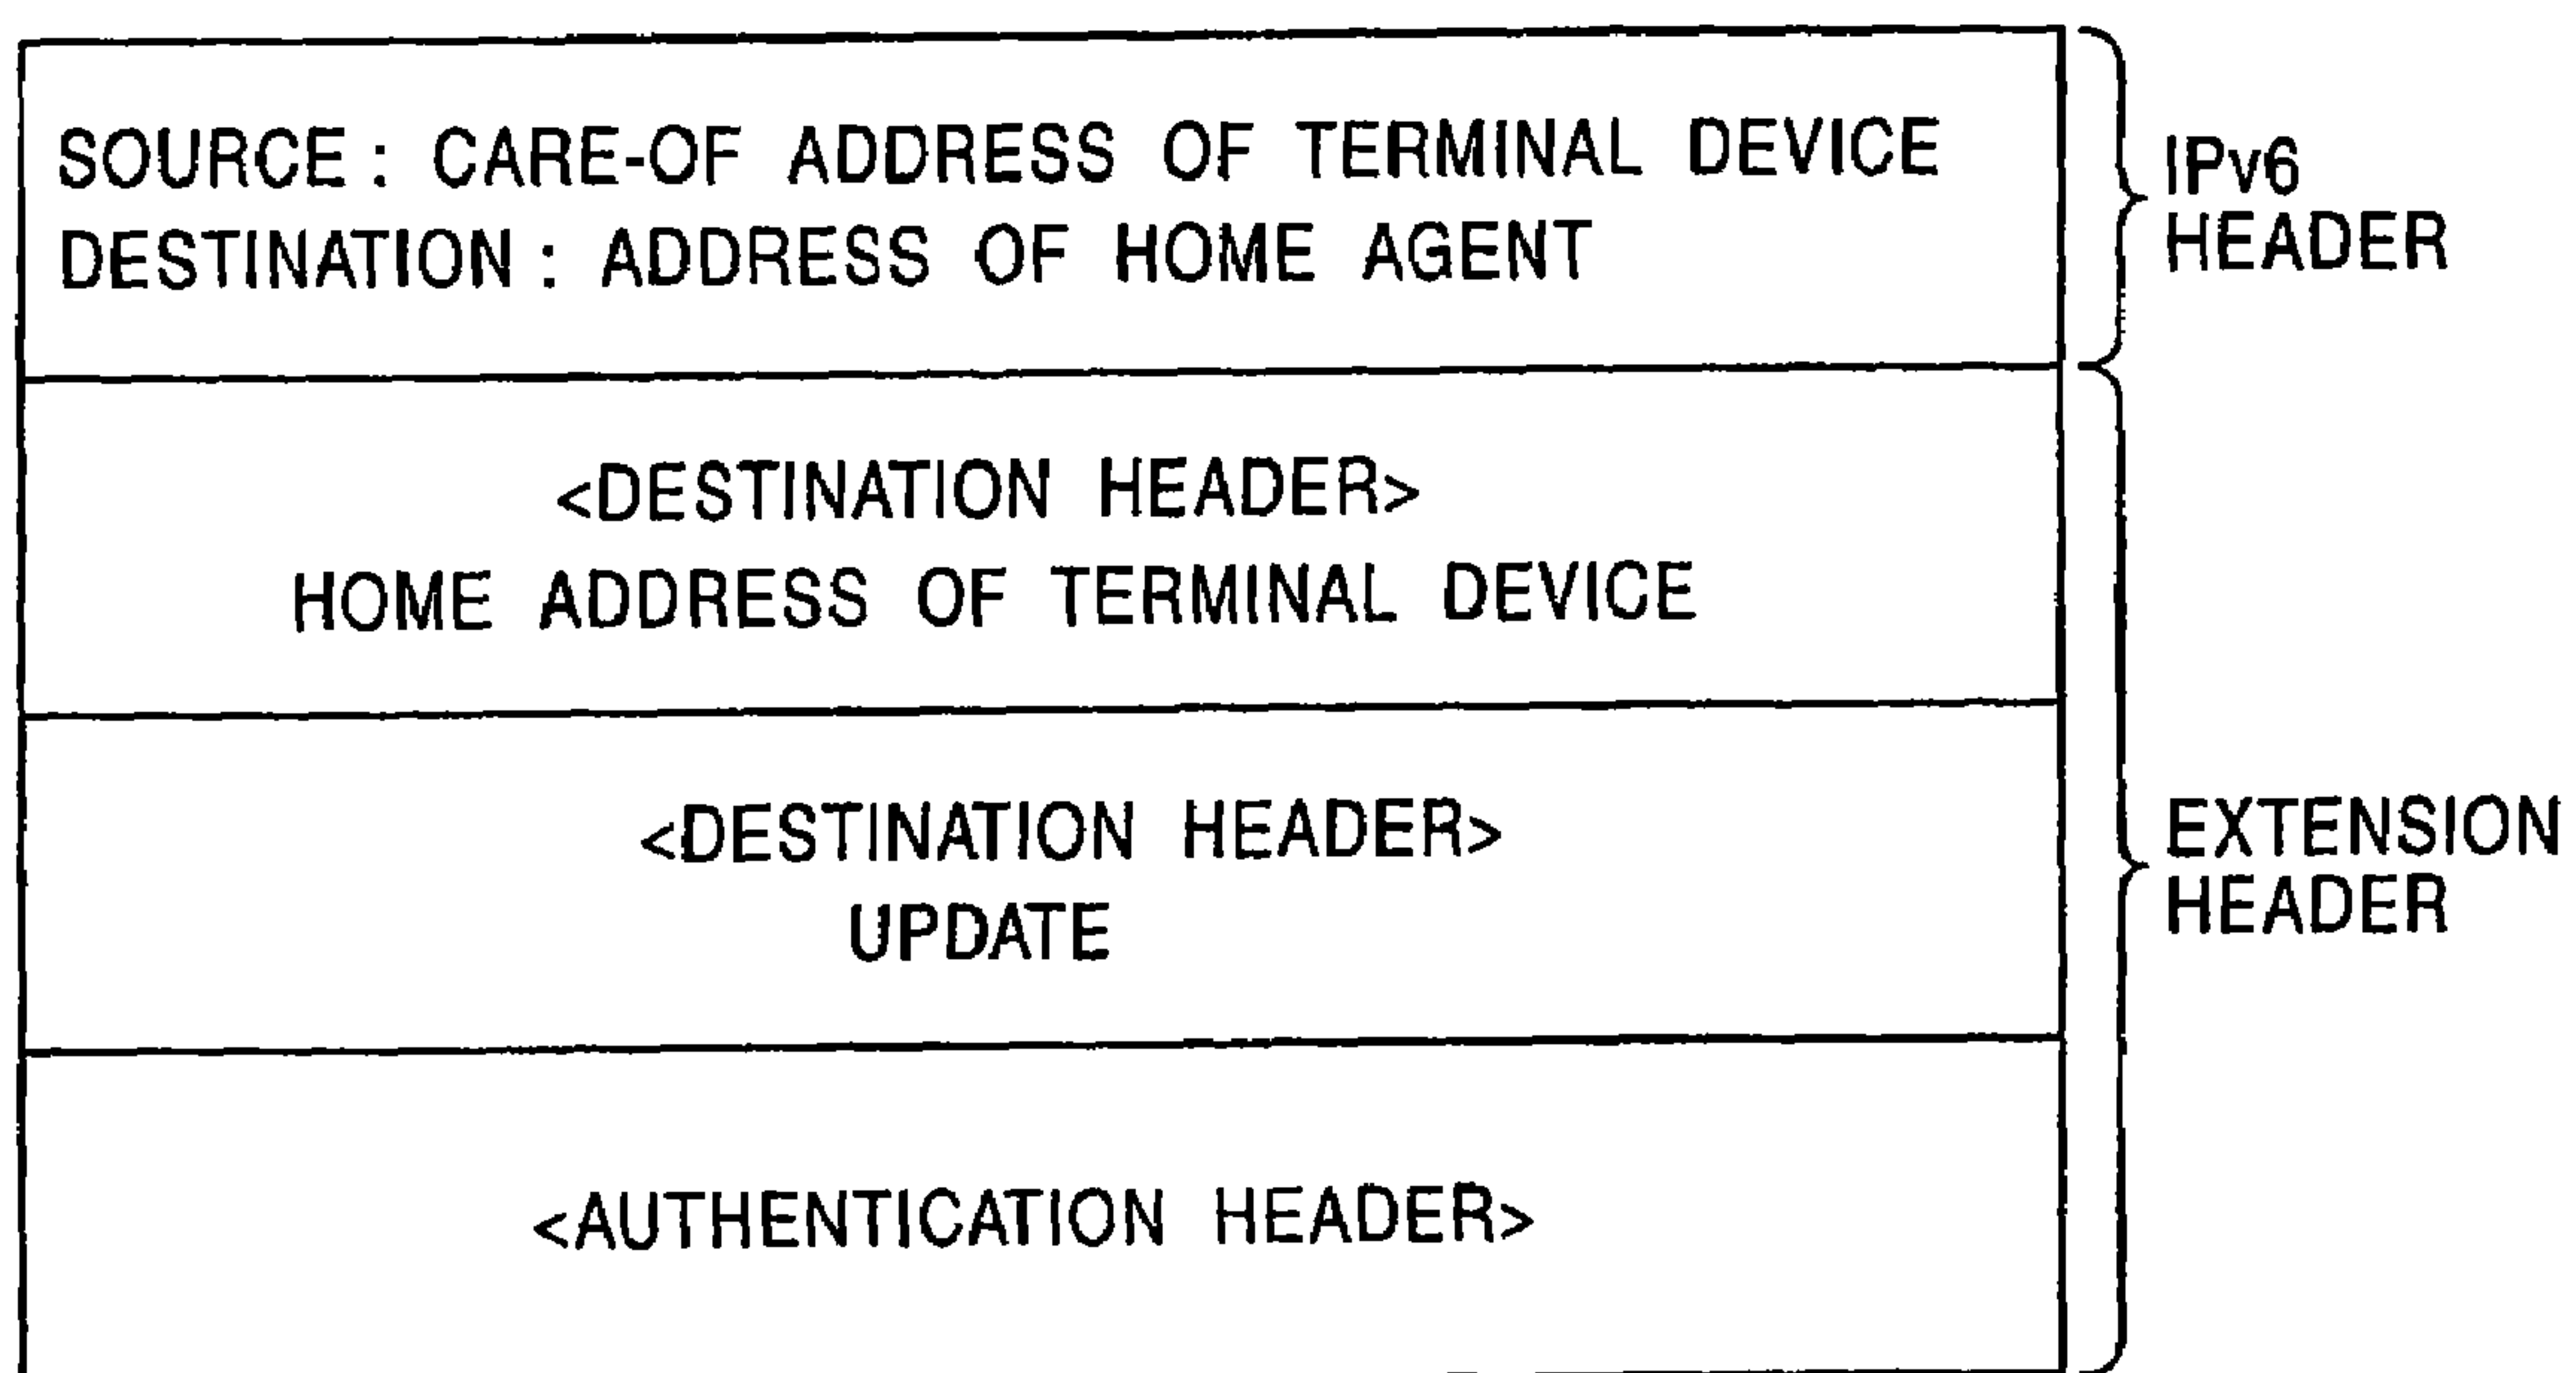 SOURCE : CARE-OF ADDRESS OF TERMINAL DEVICE
DESTINATION : ADDRESS OF HOME AGENT
IPv6
HEADER
<DESTINATION HEADER>
HOME ADDRESS OF TERMINAL DEVICE
<DESTINATION HEADER>
UPDATE
EXTENSION
HEADER
<AUTHENTICATION HEADER>